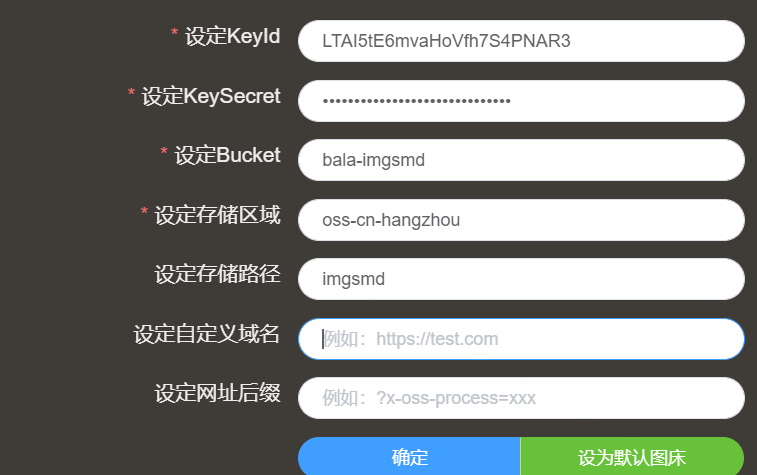 * 设定KeyId LTAI5tE6mvaHoVfh7S4PNAR3
* 设定KeySecret ••••••••••••••••••••••••••••••
* 设定Bucket bala-imgsmd
* 设定存储区域 oss-cn-hangzhou
设定存储路径 imgsmd
设定自定义域名 例如：https://test.com
设定网址后缀 例如：?x-oss-process=xxx
确定 设为默认图床